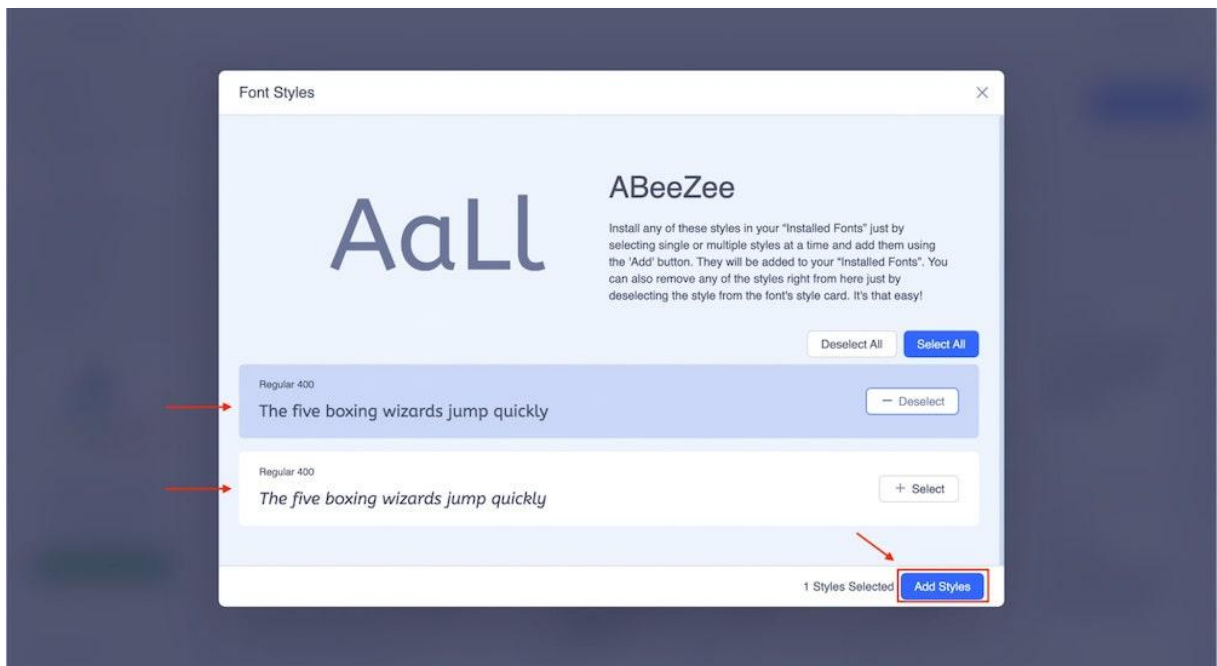 Font Styles
AaLl
ABeeZee
Install any of these styles in your "Installed Fonts" just by
selecting single or multiple styles at a time and add them using
the 'Add' button. They will be added to your "Installed Fonts". You
can also remove any of the styles right from here just by
deselecting the style from the font's style card. It's that easy!
Deselect All
Select All
Regular 400
The five boxing wizards jump quickly
− Deselect
Regular 400
The five boxing wizards jump quickly
+ Select
1 Styles Selected
Add Styles